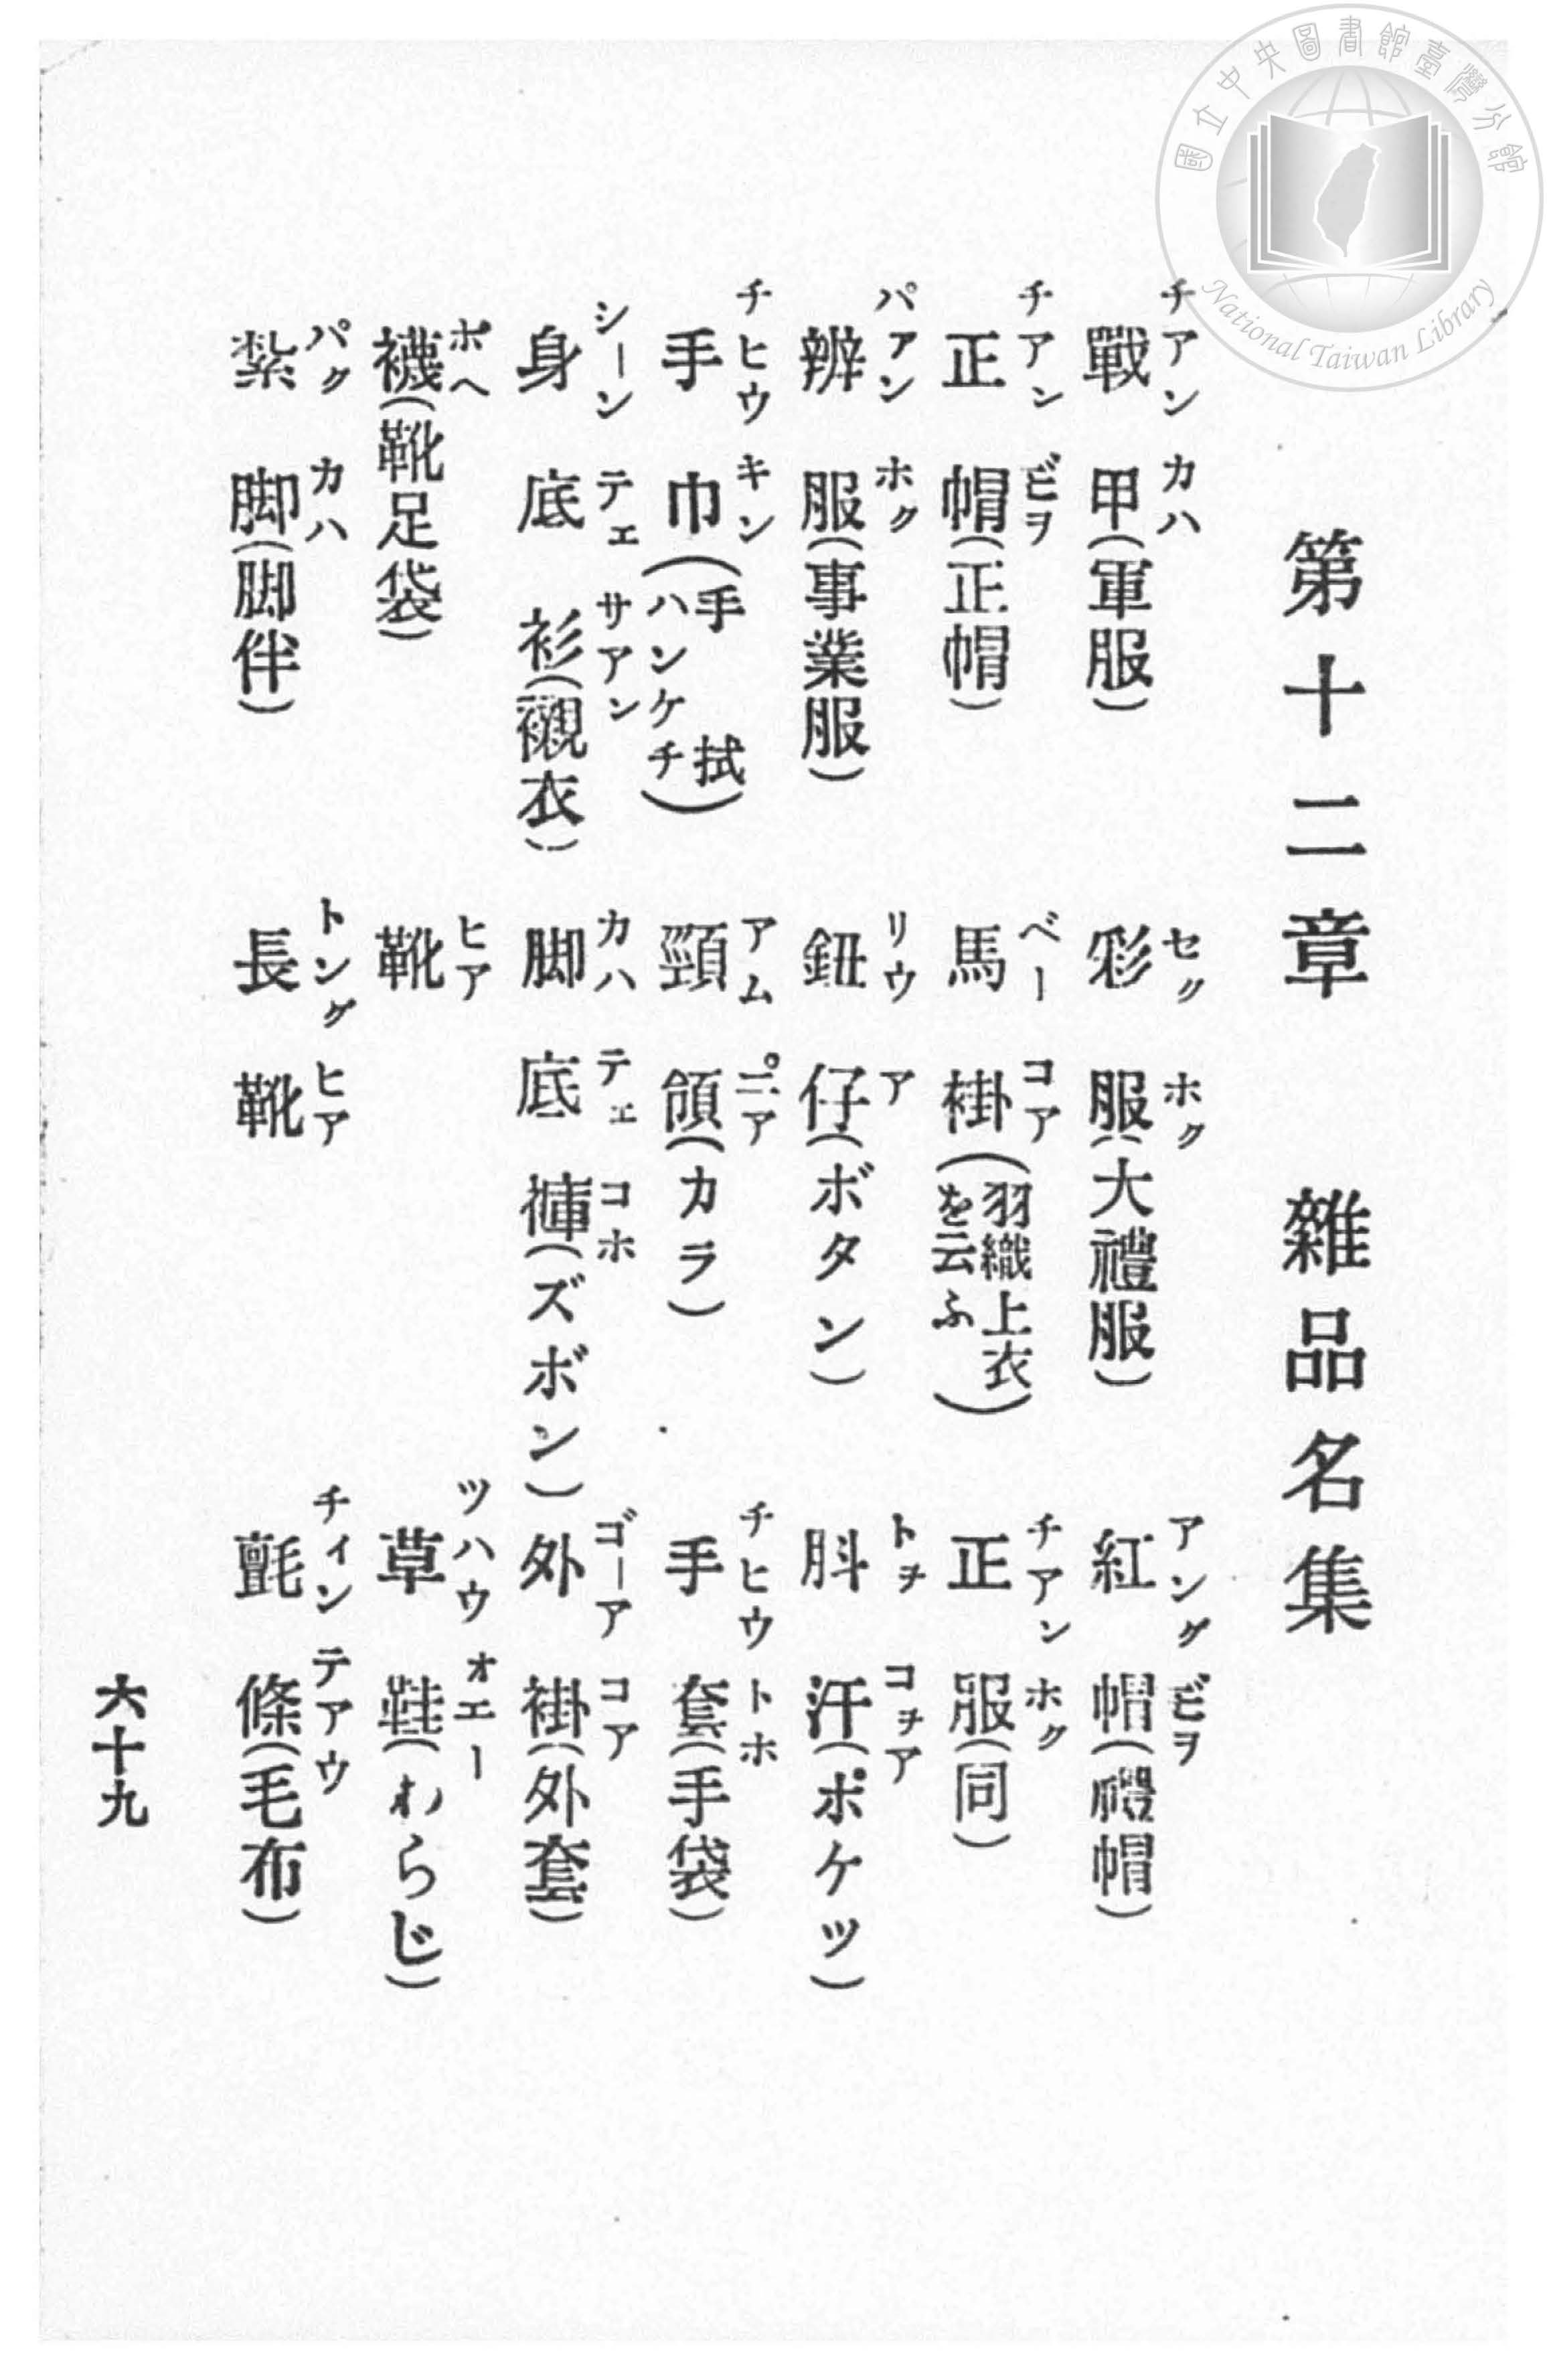 國立中央圖書館臺灣分館
National Taiwan Library
第十二章 雜品名集
チアン カハ
戰甲(軍服)
セク ホク
彩服(大禮服)
アング ビヲ
紅帽(禮帽)
チアン ビヲ
正帽(正帽)
ベー コア
馬褂(羽織上衣を云ふ)
チアン ホク
正服(同)
パアン ホク
辨服(事業服)
リウ ア
鈕仔(ボタン)
トヲ コヲア
汗(ポケツ)
チヒウ キン
手巾(手拭 ハンケチ)
アム ニア
頸頷(カラ)
チヒウ トホ
手套(手袋)
シーン テエ サアン
身底衫(襯衣)
カハ テエ コホ
脚底褲(ズボン)
ゴーア コア
外褂(外套)
ボヘ
襪(靴足袋)
ヒア
靴
ツハウ オエー
草鞋(わらじ)
パク カハ
紮脚(脚伴)
トング ヒア
長靴
チイン テアウ
氈條(毛布)
六十九